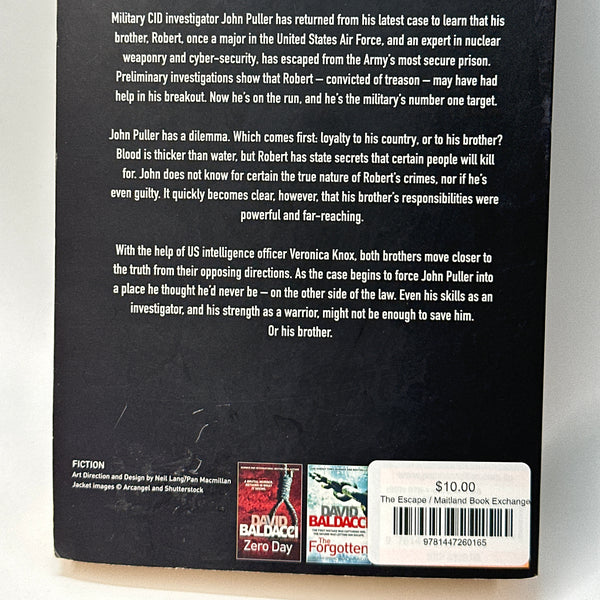 Military CID investigator John Puller has returned from his latest case to learn that his
brother, Robert, once a major in the United States Air Force, and an expert in nuclear
weaponry and cyber-security, has escaped from the Army's most secure prison.
Preliminary investigations show that Robert – convicted of treason – may have had
help in his breakout. Now he's on the run, and he's the military's number one target.
John Puller has a dilemma. Which comes first: loyalty to his country, or to his brother?
Blood is thicker than water, but Robert has state secrets that certain people will kill
for. John does not know for certain the true nature of Robert's crimes, nor if he's
even guilty. It quickly becomes clear, however, that his brother's responsibilities were
powerful and far-reaching.
With the help of US intelligence officer Veronica Knox, both brothers move closer to
the truth from their opposing directions. As the case begins to force John Puller into
a place he thought he'd never be – on the other side of the law. Even his skills as an
investigator, and his strength as a warrior, might not be enough to save him.
Or his brother.
FICTION
Art Direction and Design by Neil Lang/Pan Macmillan
Jacket images © Arcangel and Shutterstock
A BRUTAL MURDER.
NOTHING IS WHAT
IT SEEMS.
DAVID
BALDACCI
Zero Day
DAVID
BALDACCI
The
Forgotten
$10.00
The Escape / Maitland Book Exchange
9781447260165